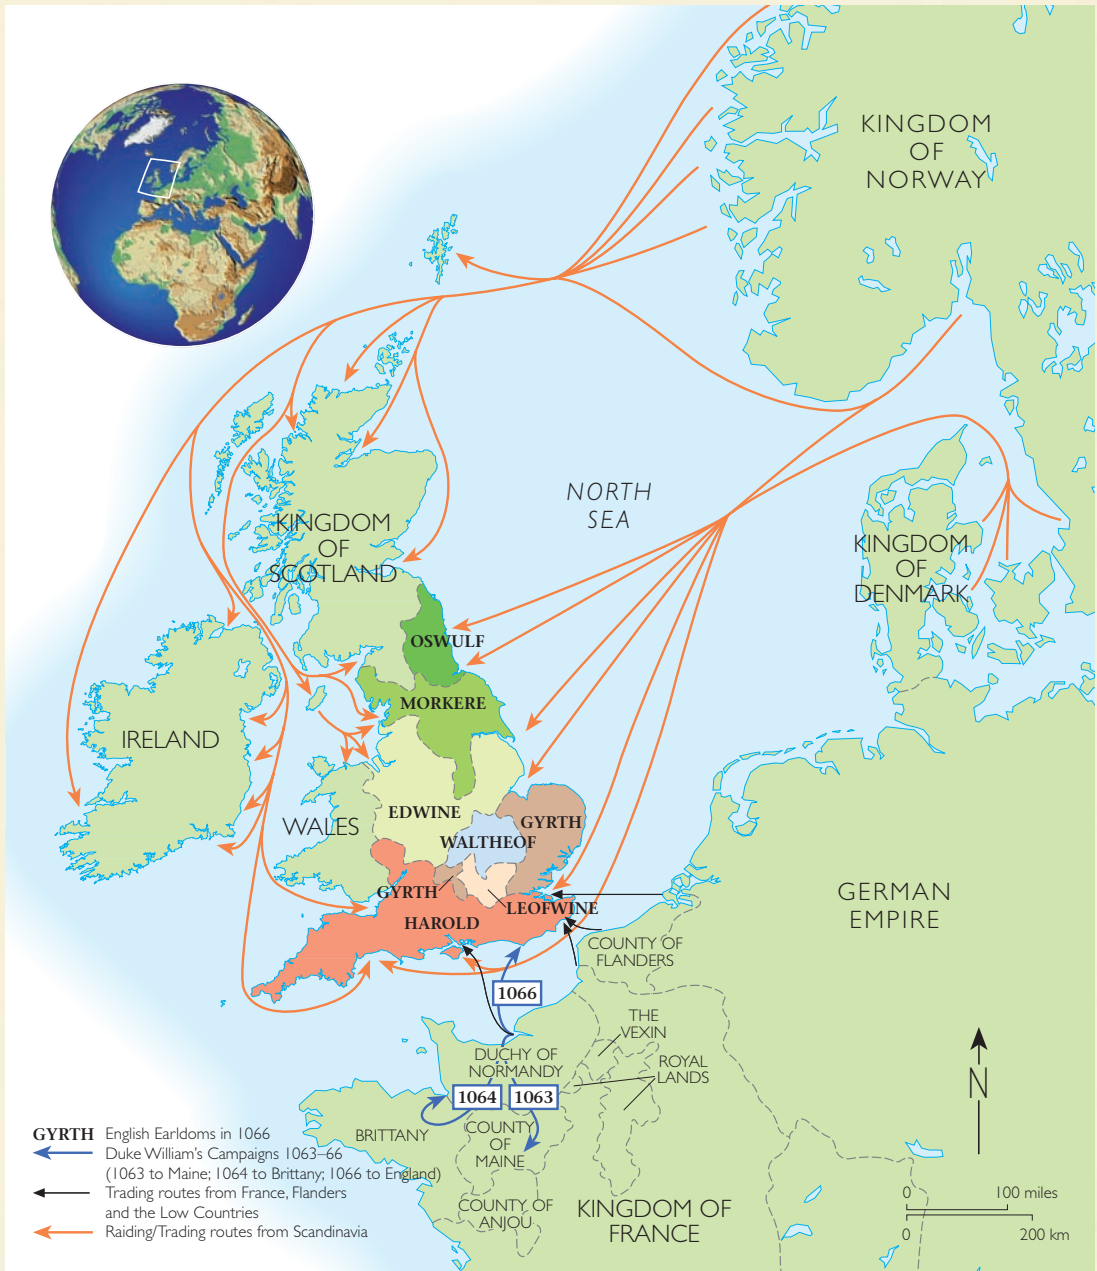 KINGDOM
OF
NORWAY
NORTH
SEA
KINGDOM
OF
SCOTLAND
KINGDOM
OF
DENMARK
OSWULF
MORKERE
IRELAND
EDWINE
GYRTH
WALES
WALTHEOF
GYRTH
LEOFWINE
HAROLD
GERMAN
EMPIRE
COUNTY OF
FLANDERS
1066
THE
VEXIN
DUCHY OF
NORMANDY
ROYAL
LANDS
1064
1063
BRITTANY
COUNTY
OF
MAINE
COUNTY OF
ANJOU
KINGDOM OF
FRANCE
N
0 100 miles
0 200 km
GYRTH English Earldoms in 1066
Duke William's Campaigns 1063–66
(1063 to Maine; 1064 to Brittany; 1066 to England)
Trading routes from France, Flanders
and the Low Countries
Raiding/Trading routes from Scandinavia